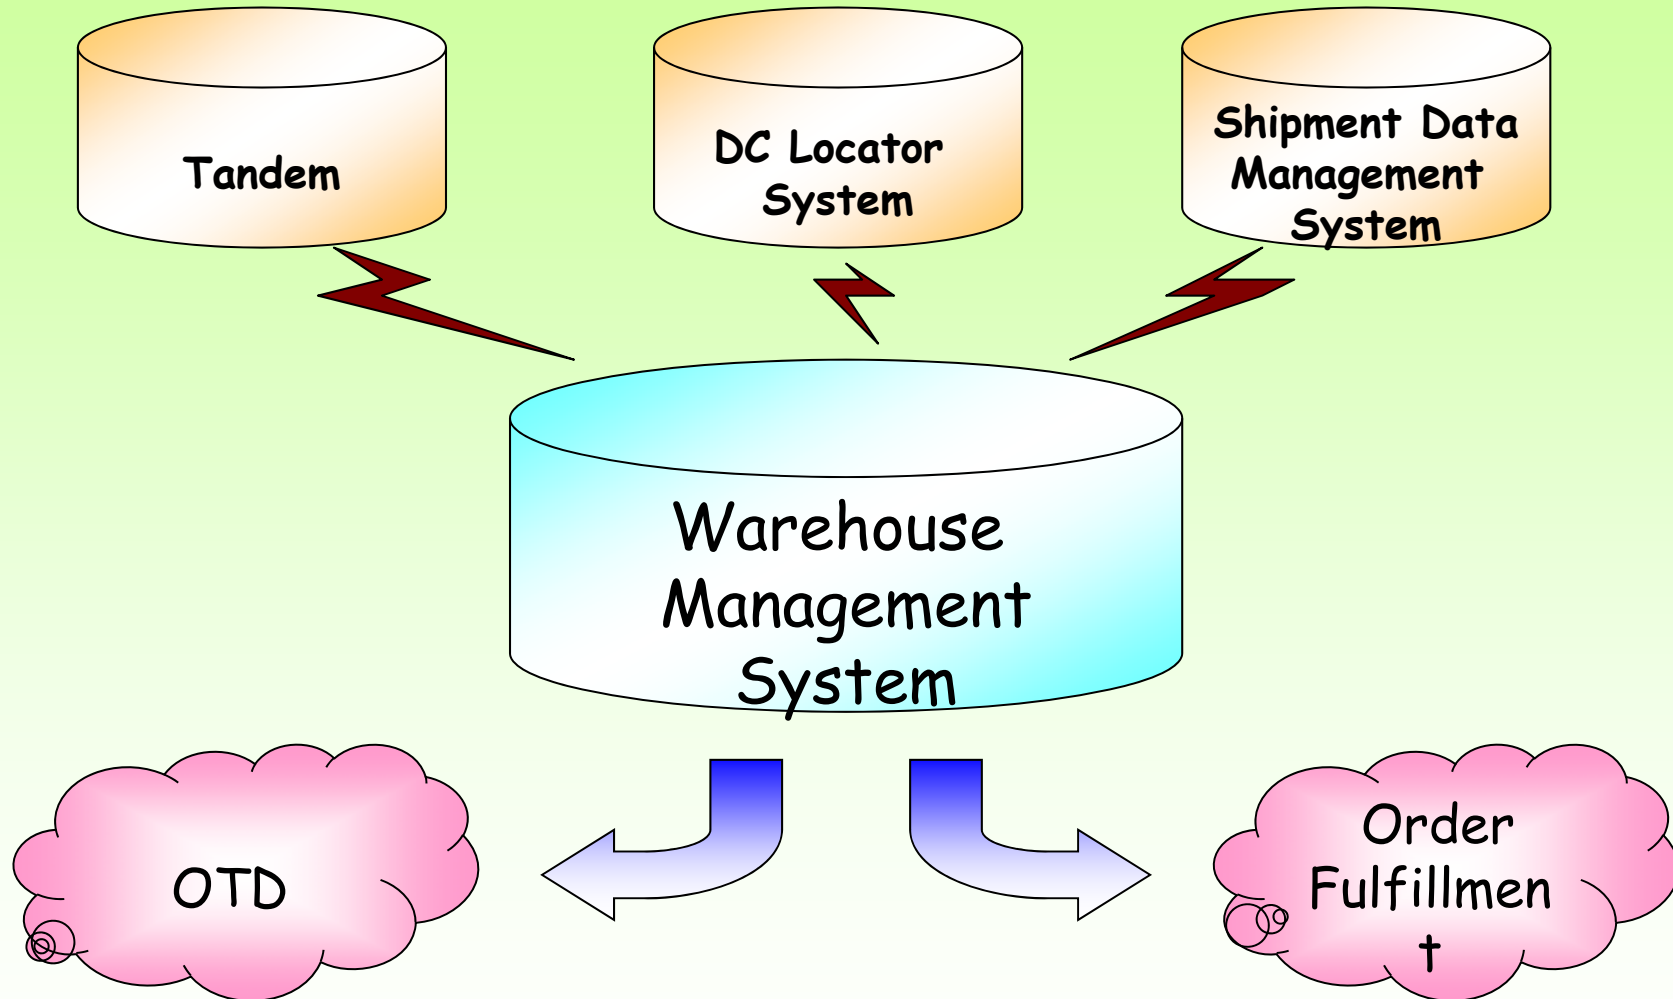 Tandem
DC Locator
System
Shipment Data
Management
System
Warehouse
Management
System
OTD
Order
Fulfillmen
t